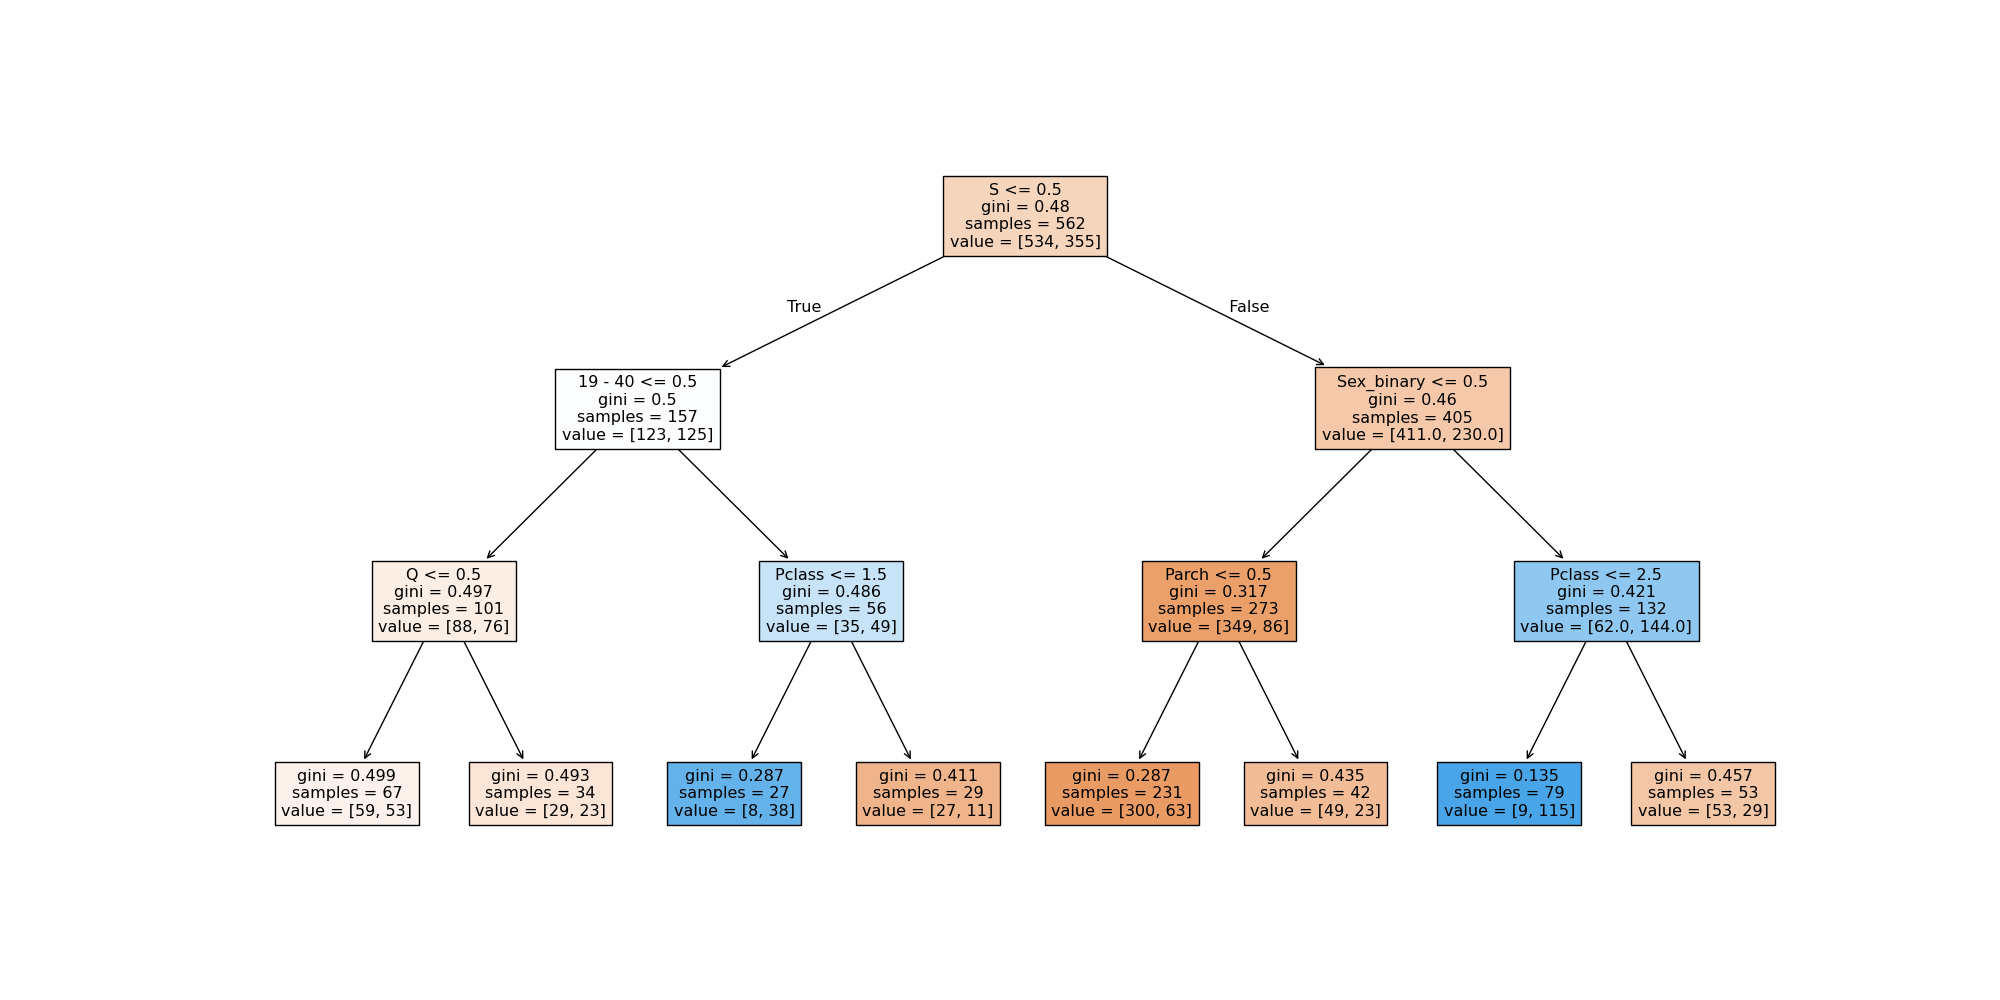 S <= 0.5
gini = 0.48
samples = 562
value = [534, 355]
True
False
19 - 40 <= 0.5
gini = 0.5
samples = 157
value = [123, 125]
Sex_binary <= 0.5
gini = 0.46
samples = 405
value = [411.0, 230.0]
Q <= 0.5
gini = 0.497
samples = 101
value = [88, 76]
Pclass <= 1.5
gini = 0.486
samples = 56
value = [35, 49]
Parch <= 0.5
gini = 0.317
samples = 273
value = [349, 86]
Pclass <= 2.5
gini = 0.421
samples = 132
value = [62.0, 144.0]
gini = 0.499
samples = 67
value = [59, 53]
gini = 0.493
samples = 34
value = [29, 23]
gini = 0.287
samples = 27
value = [8, 38]
gini = 0.411
samples = 29
value = [27, 11]
gini = 0.287
samples = 231
value = [300, 63]
gini = 0.435
samples = 42
value = [49, 23]
gini = 0.135
samples = 79
value = [9, 115]
gini = 0.457
samples = 53
value = [53, 29]